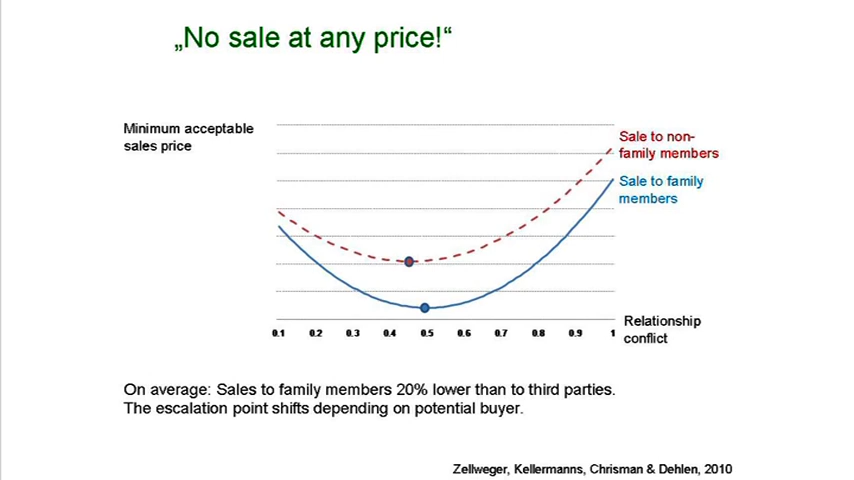 „No sale at any price!“
Minimum acceptable
sales price
Sale to non-
family members
Sale to family
members
0.1 0.2 0.3 0.4 0.5 0.6 0.7 0.8 0.9 1
Relationship
conflict
On average: Sales to family members 20% lower than to third parties.
The escalation point shifts depending on potential buyer.
Zellweger, Kellermanns, Chrisman & Dehlen, 2010